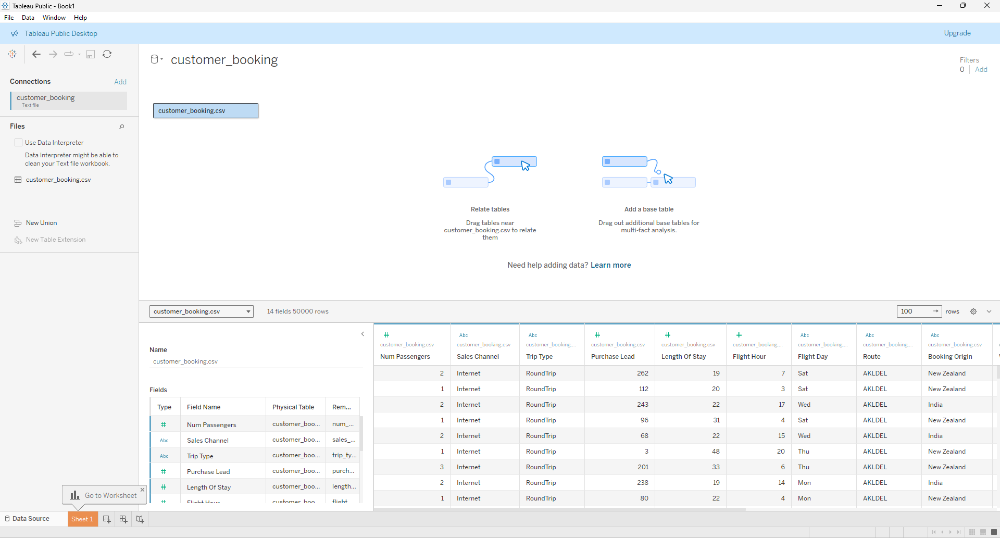 Tableau Public - Book1
File Data Window Help
Tableau Public Desktop
Upgrade
customer_booking
Filters
0 Add
Connections Add
customer_booking
Text file
customer_booking.csv
Files
Use Data Interpreter
Data Interpreter might be able to
clean your Text file workbook.
customer_booking.csv
New Union
New Table Extension
Relate tables
Drag tables near
customer_booking.csv to relate
them
Add a base table
Drag out additional base tables for
multi-fact analysis.
Need help adding data? Learn more
customer_booking.csv 14 fields 50000 rows 100 rows
Name
customer_booking.csv
Fields
Type Field Name Physical Table Rem...
# Num Passengers customer_boo... num_...
Abc Sales Channel customer_boo... sales_...
Abc Trip Type customer_boo... trip_ty...
# Purchase Lead customer_boo... purch...
# Length Of Stay customer_boo... length...
# Flight Hour customer_boo... flight
# Abc Abc # # # Abc Abc Abc
customer_booking.csv customer_booking.csv customer_booking.... customer_booking.csv customer_booking.csv customer_booking.... customer_booking.... customer_booking.... customer_booking.csv
Num Passengers Sales Channel Trip Type Purchase Lead Length Of Stay Flight Hour Flight Day Route Booking Origin
2 Internet RoundTrip 262 19 7 Sat AKLDEL New Zealand
1 Internet RoundTrip 112 20 3 Sat AKLDEL New Zealand
2 Internet RoundTrip 243 22 17 Wed AKLDEL India
1 Internet RoundTrip 96 31 4 Sat AKLDEL New Zealand
2 Internet RoundTrip 68 22 15 Wed AKLDEL India
1 Internet RoundTrip 3 48 20 Thu AKLDEL New Zealand
3 Internet RoundTrip 201 33 6 Thu AKLDEL New Zealand
2 Internet RoundTrip 238 19 14 Mon AKLDEL India
1 Internet RoundTrip 80 22 4 Mon AKLDEL New Zealand
Go to Worksheet
Data Source Sheet 1